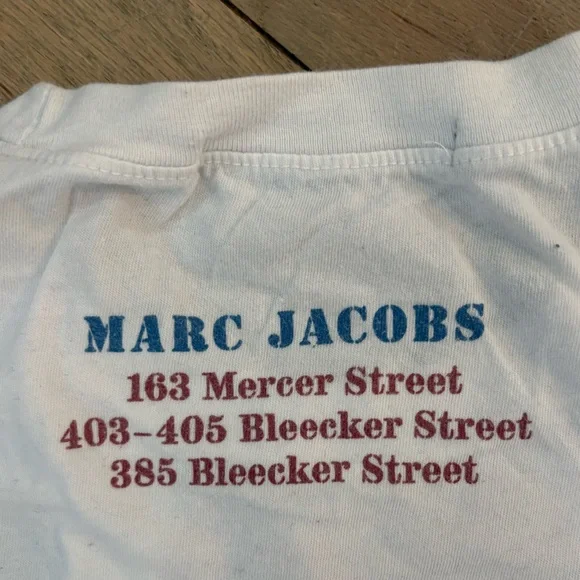 MARC JACOBS
163 Mercer Street
403-405 Bleecker Street
385 Bleecker Street